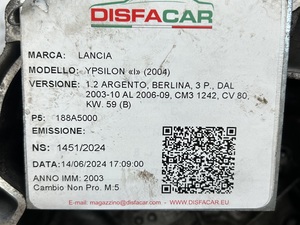 DISFACAR
MARCA: LANCIA
MODELLO: YPSILON «I» (2004)
VERSIONE: 1.2 ARGENTO, BERLINA, 3 P., DAL
2003-10 AL 2006-09, CM3 1242, CV 80,
KW. 59 (B)
P5: 188A5000
EMISSIONE:
NS: 1451/2024
DATA: 14/06/2024 17:09:00
ANNO IMM: 2003
Cambio Non Pro. M:5
E-Mail: magazzino@disfacar.eu WWW.DISFACAR.EU